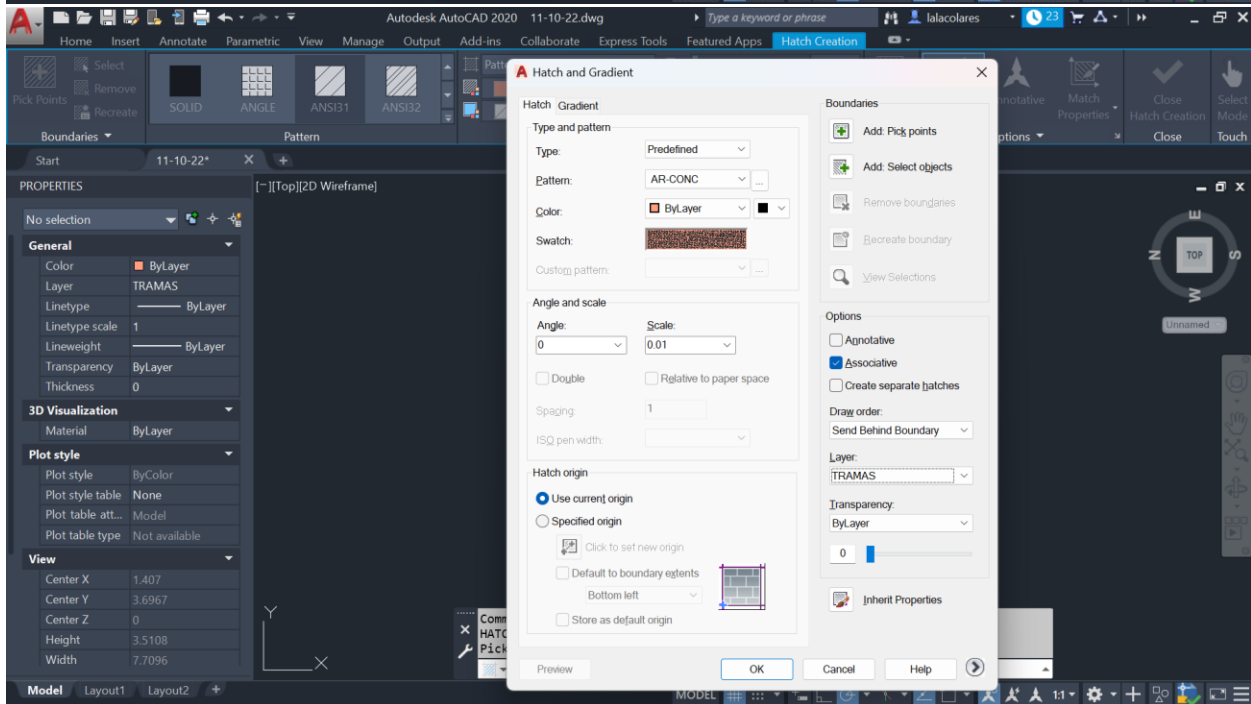 Autodesk AutoCAD 2020 11-10-22.dwg Type a keyword or phrase lalacolares 23
Home Insert Annotate Parametric View Manage Output Add-ins Collaborate Express Tools Featured Apps Hatch Creation
Pick Points
Select
Remove
Recreate
SOLID ANGLE ANSI31 ANSI32
Match Properties
Close Hatch Creation
Select Mode
Boundaries Pattern Close Touch
Start 11-10-22*
PROPERTIES
[−][Top][2D Wireframe]
No selection
General
Color ByLayer
Layer TRAMAS
Linetype ByLayer
Linetype scale 1
Lineweight ByLayer
Transparency ByLayer
Thickness 0
3D Visualization
Material ByLayer
Plot style
Plot style ByColor
Plot style table None
Plot table att... Model
Plot table type Not available
View
Center X 1.407
Center Y 3.6967
Center Z 0
Height 3.5108
Width 7.7096
Y
X
Model Layout1 Layout2 +
Hatch and Gradient
Hatch Gradient
Type and pattern
Type: Predefined
Pattern: AR-CONC ...
Color: ByLayer
Swatch:
Custom pattern: ...
Angle and scale
Angle: Scale:
0 0.01
Double Relative to paper space
Spacing: 1
ISO pen width:
Hatch origin
Use current origin
Specified origin
Click to set new origin
Default to boundary extents
Bottom left
Store as default origin
Boundaries
Add: Pick points
Add: Select objects
Remove boundaries
Recreate boundary
View Selections
Options
Annotative
Associative
Create separate hatches
Draw order:
Send Behind Boundary
Layer:
TRAMAS
Transparency:
ByLayer
0
Inherit Properties
Preview OK Cancel Help
E
N TOP S
W
Unnamed
MODEL 1:1